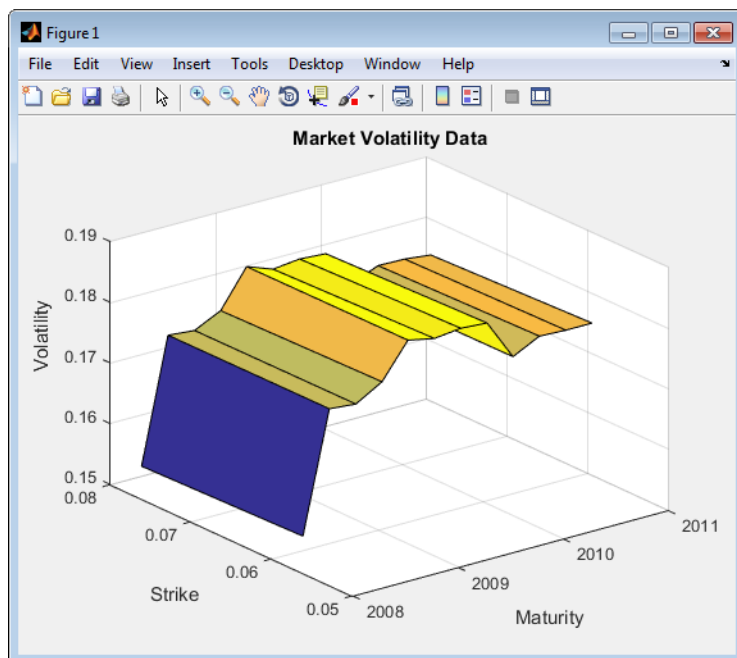 Figure 1
File Edit View Insert Tools Desktop Window Help
Market Volatility Data
0.19
0.18
0.17
0.16
0.15
Volatility
0.08
0.07
0.06
0.05
Strike
2008
2009
2010
2011
Maturity